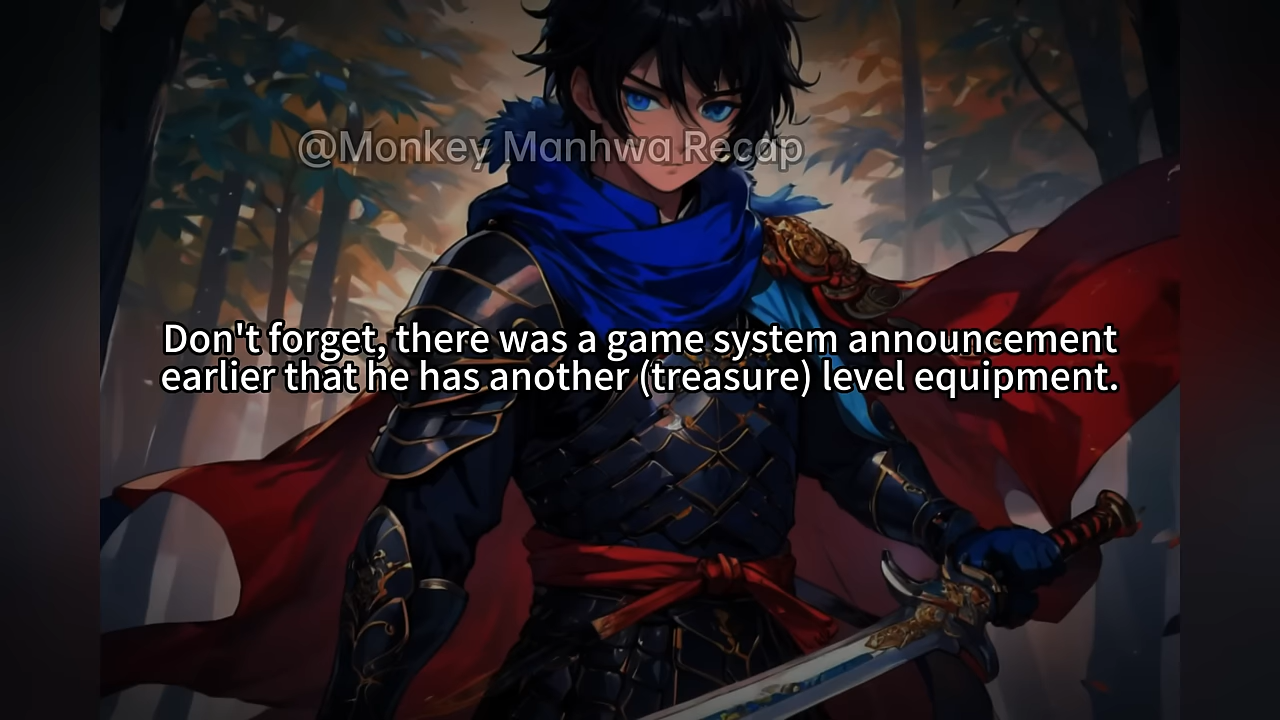 @Monkey Manhwa Recap
Don't forget, there was a game system announcement
earlier that he has another (treasure) level equipment.